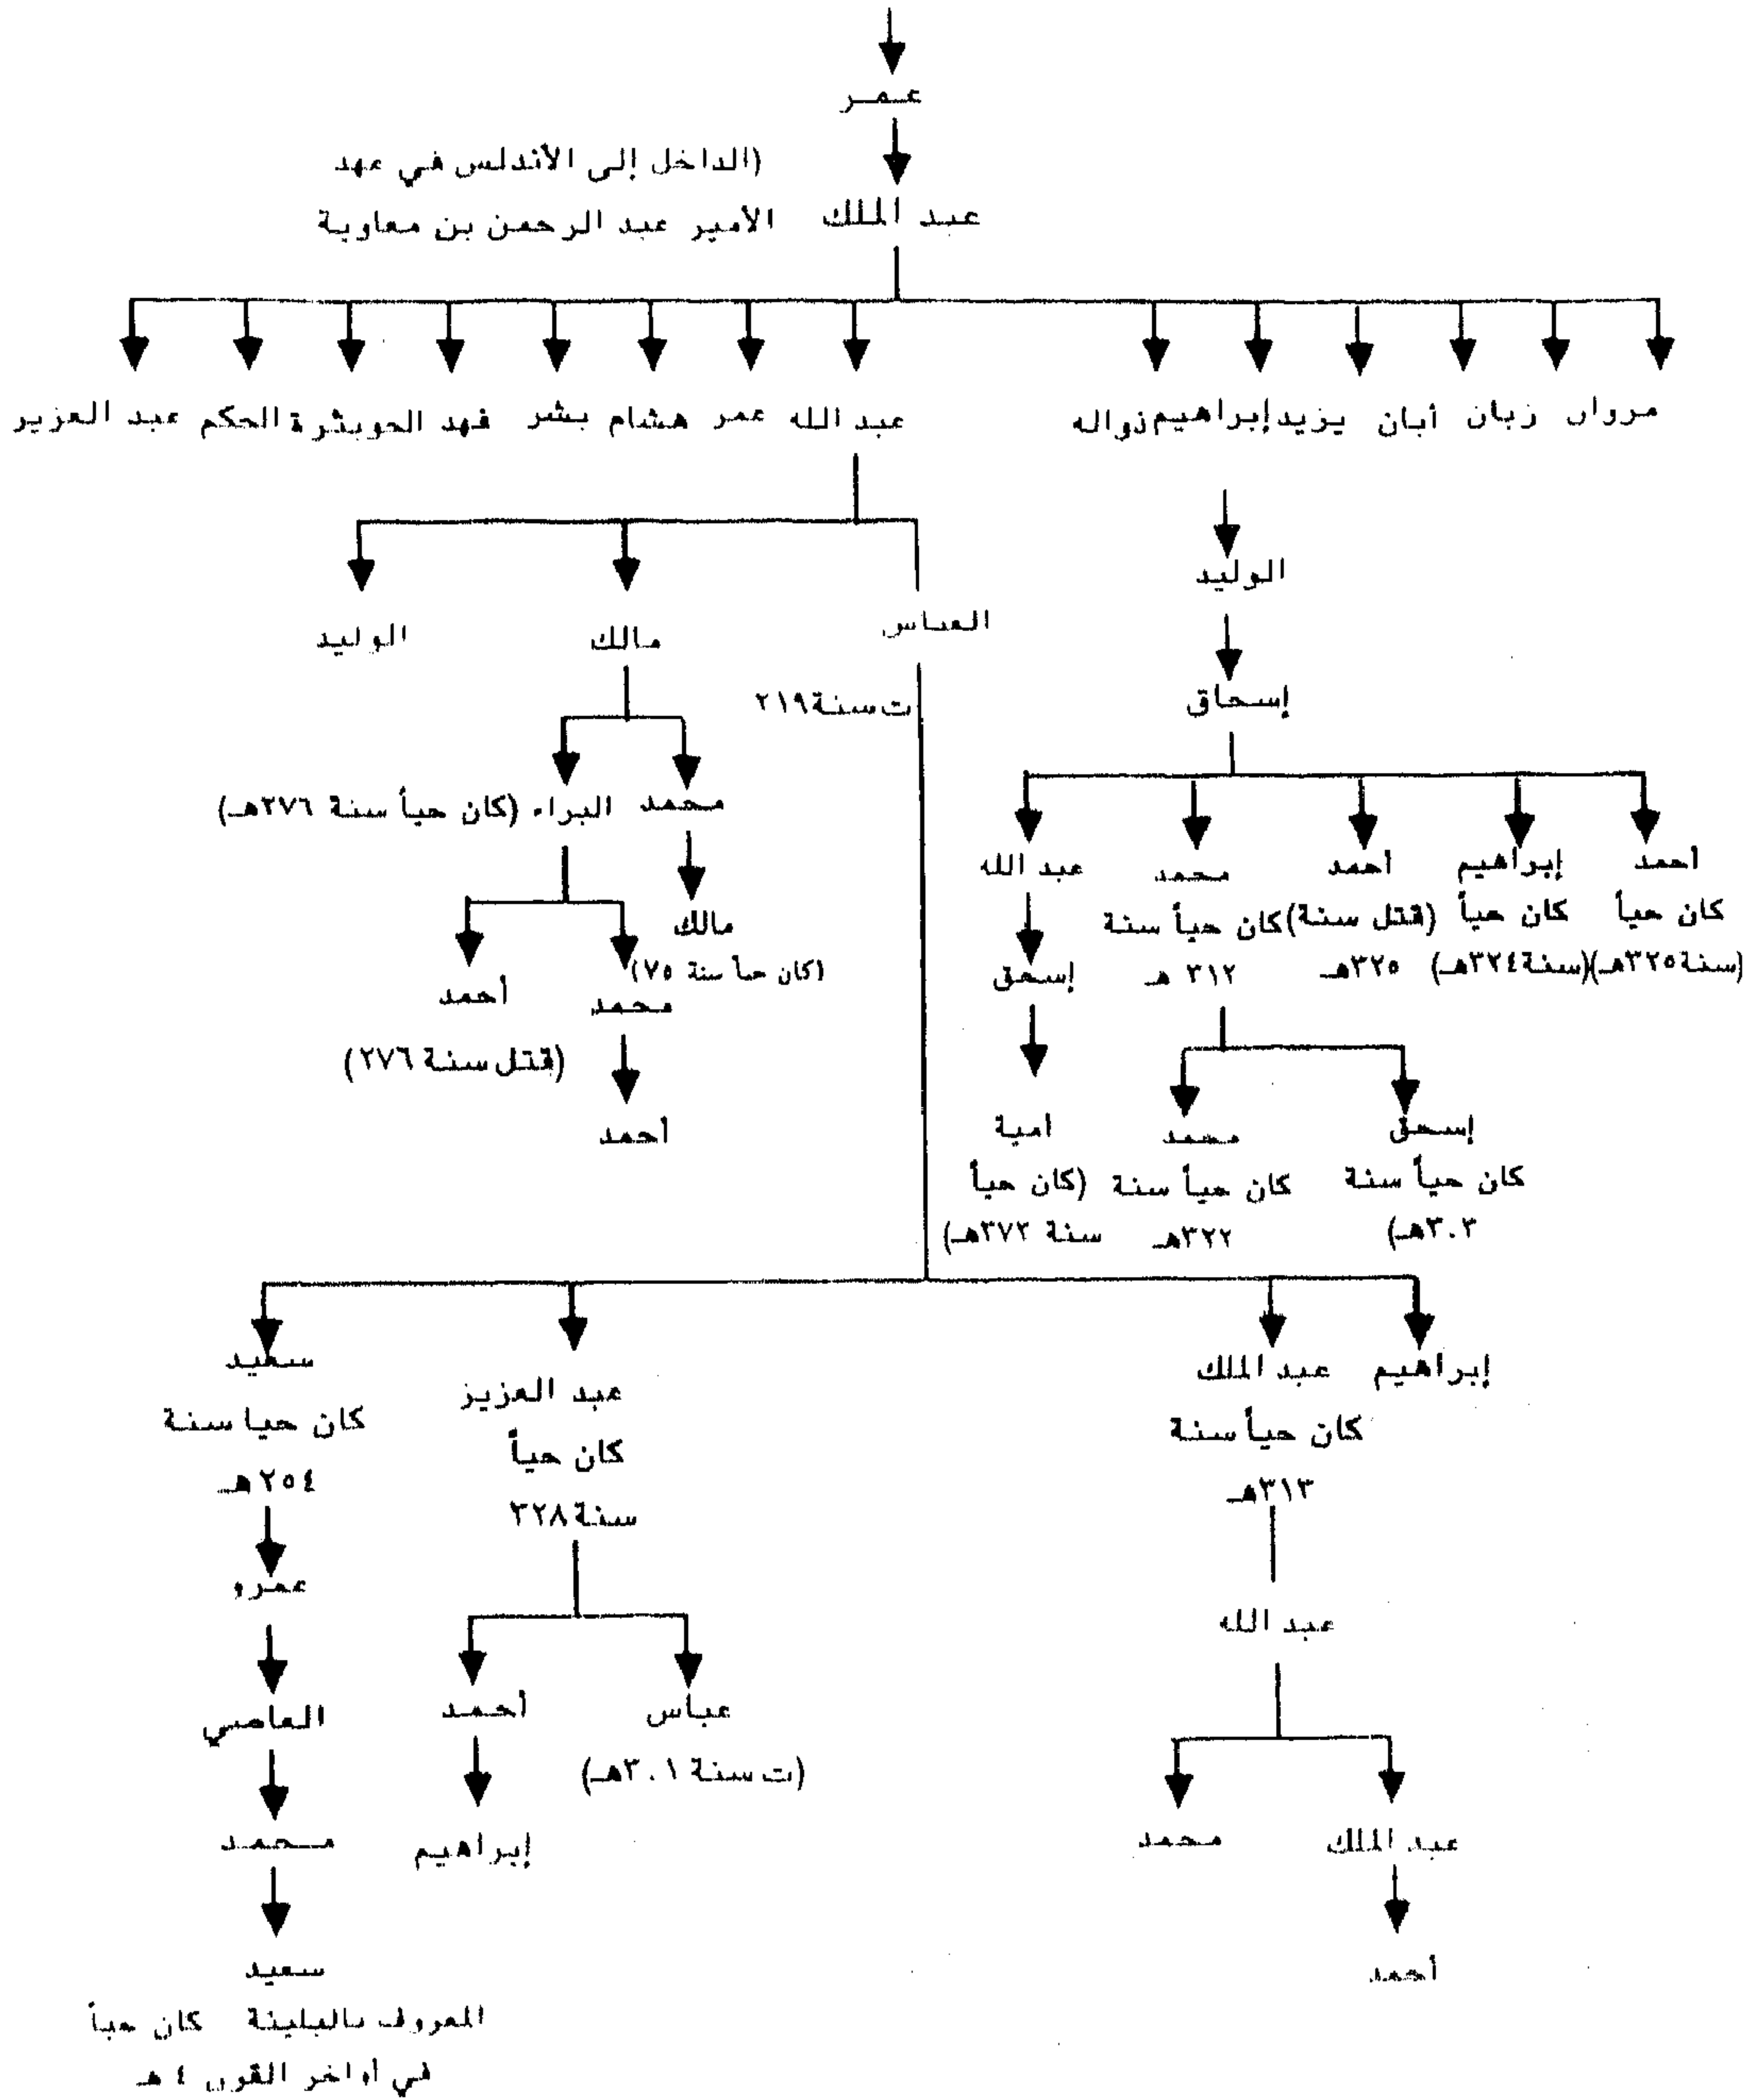 عمر
(الداخل إلى الأندلس في عهد
عبد الملك الأمير عبد الرحمن بن معاوية
مروان زبان أبان يزيد إبراهيم ذواله عبد الله عمر هشام بشر فهد الحويثرة الحكم عبد العزيز
الوليد
إسحاق
أحمد إبراهيم أحمد محمد عبد الله
كان حياً كان حياً (قتل سنة) كان حياً سنة
(سنة ٣٢٥هـ) (سنة ٣٢٤هـ) ٣٢٥هـ ٣١٢ هـ
إسحق
إسحق محمد امية
كان حياً سنة كان حياً سنة (كان حياً
٣٠٣هـ) ٣٢٢هـ سنة ٣٧٢هـ)
العباس مالك الوليد
ت سنة ٢١٩
محمد البراء (كان حياً سنة ٢٧٦هـ)
مالك
(كان حياً سنة ٧٥)
محمد أحمد
(قتل سنة ٢٧٦)
أحمد
إبراهيم عبد الملك عبد العزيز سعيد
كان حياً سنة
٣١٣هـ
عبد الله
عبد الملك محمد
أحمد
كان حياً
سنة ٣٢٨
عباس أحمد
(ت سنة ٣٠١هـ)
إبراهيم
كان حيا سنة
٢٥٤هـ
عمرو
العاصي
محمد
سعيد
المعروف بالبلينة كان حياً
في أواخر القرن ٤ هـ